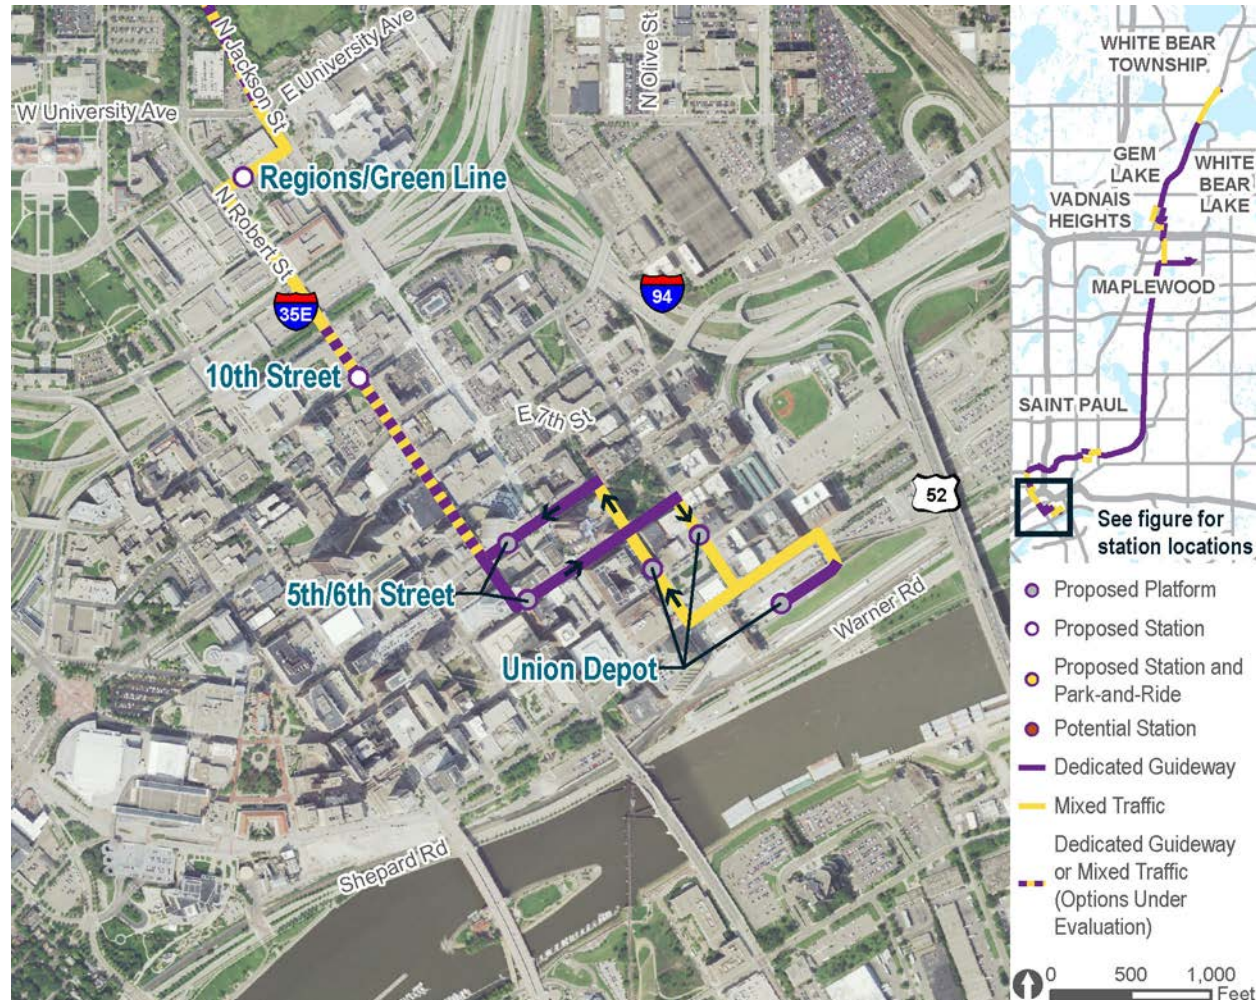 N Jackson St
E University Ave
W University Ave
N Olive St
Regions/Green Line
N Robert St
35E
94
10th Street
E 7th St
52
5th/6th Street
Union Depot
Warner Rd
Shepard Rd
WHITE BEAR
TOWNSHIP
GEM
LAKE
WHITE
BEAR
LAKE
VADNAIS
HEIGHTS
MAPLEWOOD
SAINT PAUL
See figure for
station locations
Proposed Platform
Proposed Station
Proposed Station and
Park-and-Ride
Potential Station
Dedicated Guideway
Mixed Traffic
Dedicated Guideway
or Mixed Traffic
(Options Under
Evaluation)
0 500 1,000
Feet